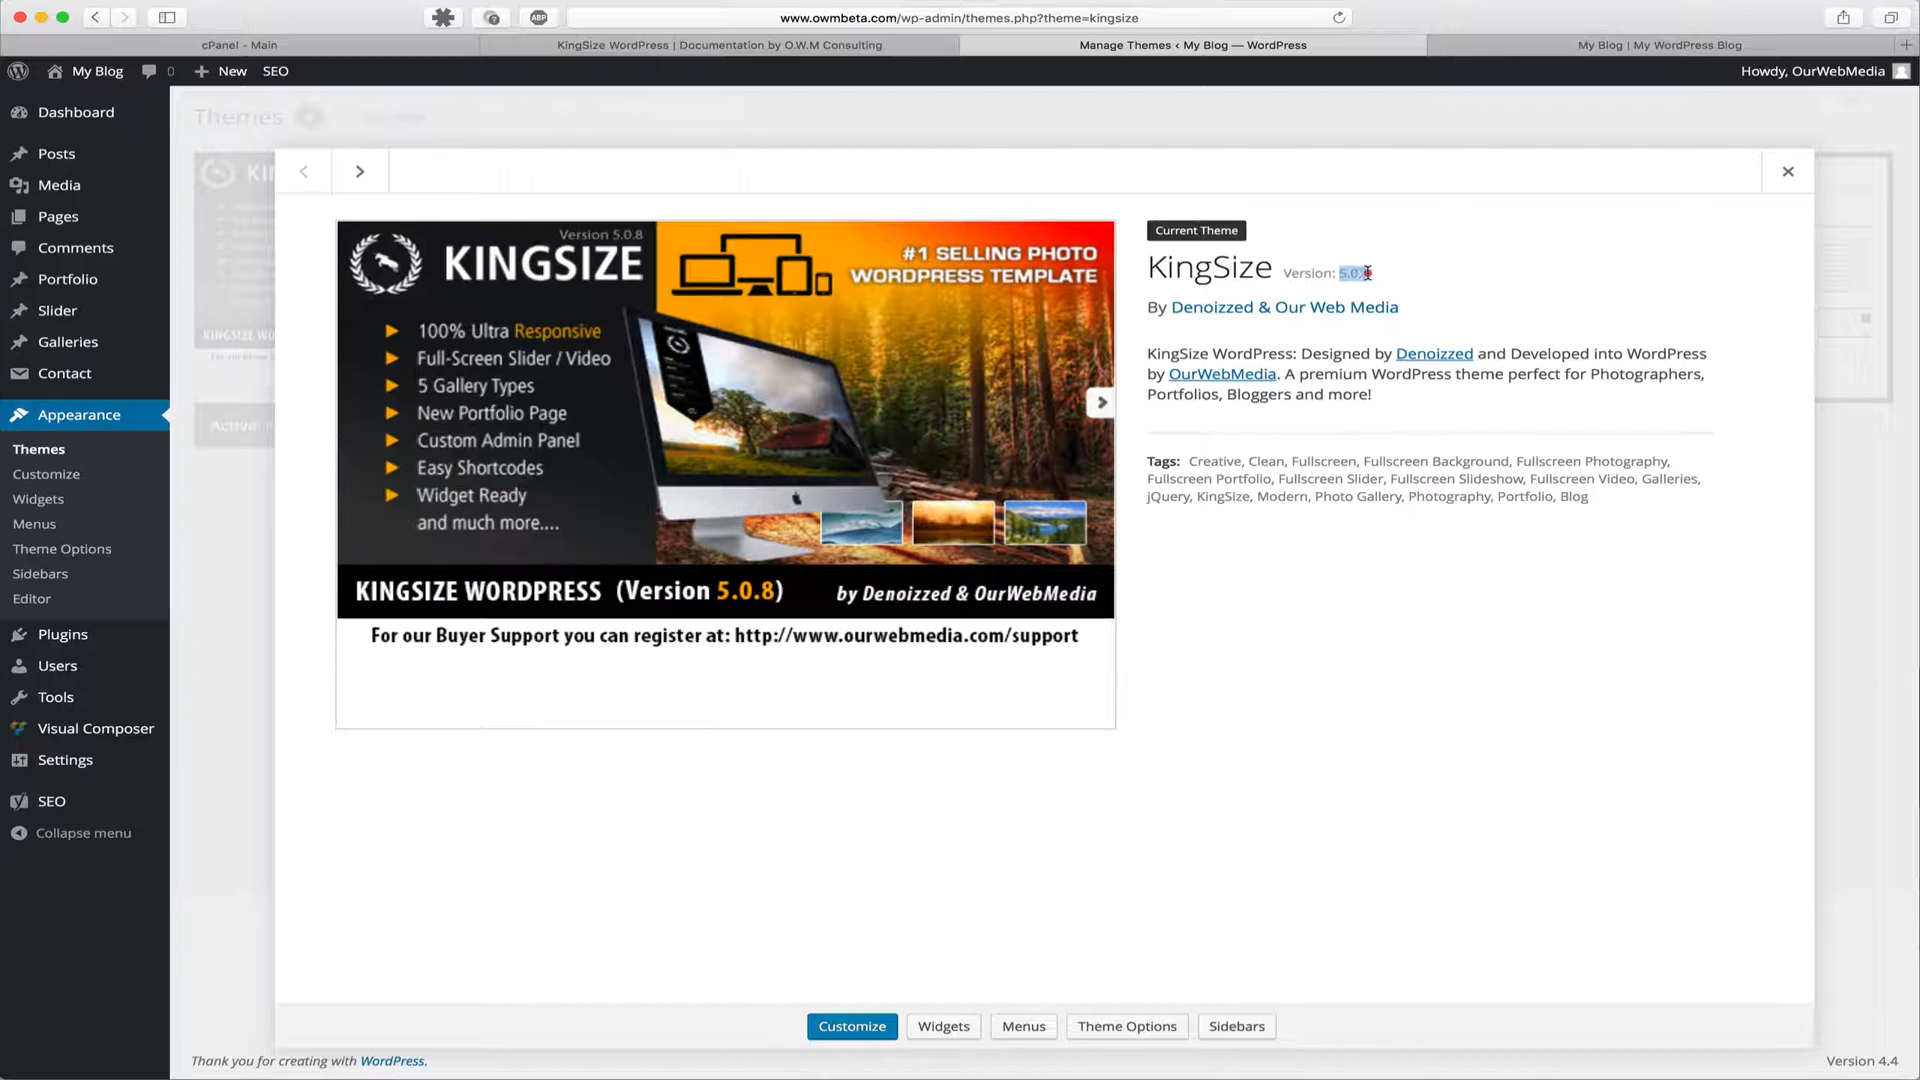 ABP
www.owmbeta.com/wp-admin/themes.php?theme=kingsize
cPanel - Main
KingSize WordPress | Documentation by O.W.M Consulting
Manage Themes ‹ My Blog — WordPress
My Blog | My WordPress Blog
My Blog
0
New
SEO
Howdy, OurWebMedia
Dashboard
Posts
Media
Pages
Comments
Portfolio
Slider
Galleries
Contact
Appearance
Themes
Customize
Widgets
Menus
Theme Options
Sidebars
Editor
Plugins
Users
Tools
Visual Composer
Settings
SEO
Collapse menu
Themes
Version 5.0.8
KINGSIZE
#1 SELLING PHOTO
WORDPRESS TEMPLATE
100% Ultra Responsive
Full-Screen Slider / Video
5 Gallery Types
New Portfolio Page
Custom Admin Panel
Easy Shortcodes
Widget Ready
and much more....
KINGSIZE WORDPRESS (Version 5.0.8)
by Denoizzed & OurWebMedia
For our Buyer Support you can register at: http://www.ourwebmedia.com/support
Current Theme
KingSize Version: 5.0.
By Denoizzed & Our Web Media
KingSize WordPress: Designed by Denoizzed and Developed into WordPress
by OurWebMedia. A premium WordPress theme perfect for Photographers,
Portfolios, Bloggers and more!
Tags: Creative, Clean, Fullscreen, Fullscreen Background, Fullscreen Photography,
Fullscreen Portfolio, Fullscreen Slider, Fullscreen Slideshow, Fullscreen Video, Galleries,
jQuery, KingSize, Modern, Photo Gallery, Photography, Portfolio, Blog
Customize
Widgets
Menus
Theme Options
Sidebars
Thank you for creating with WordPress.
Version 4.4